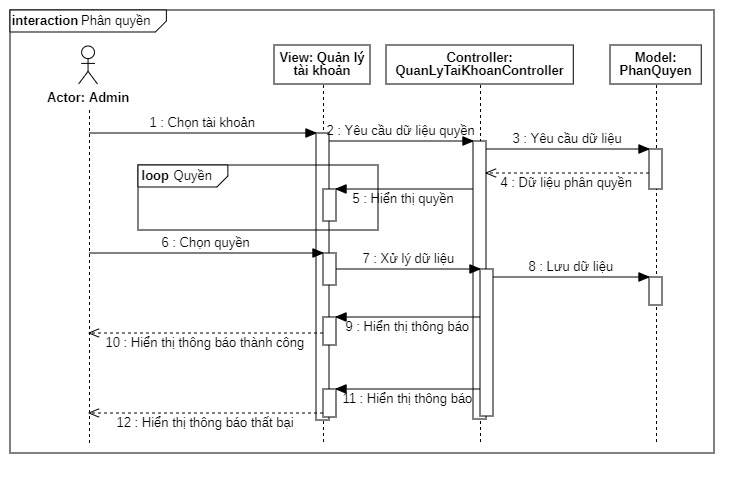 interaction Phân quyền
Actor: Admin
View: Quản lý
tài khoản
Controller:
QuanLyTaiKhoanController
Model:
PhanQuyen
1 : Chọn tài khoản
2 : Yêu cầu dữ liệu quyền
3 : Yêu cầu dữ liệu
4 : Dữ liệu phân quyền
loop Quyền
5 : Hiển thị quyền
6 : Chọn quyền
7 : Xử lý dữ liệu
8 : Lưu dữ liệu
9 : Hiển thị thông báo
10 : Hiển thị thông báo thành công
11 : Hiển thị thông báo
12 : Hiển thị thông báo thất bại